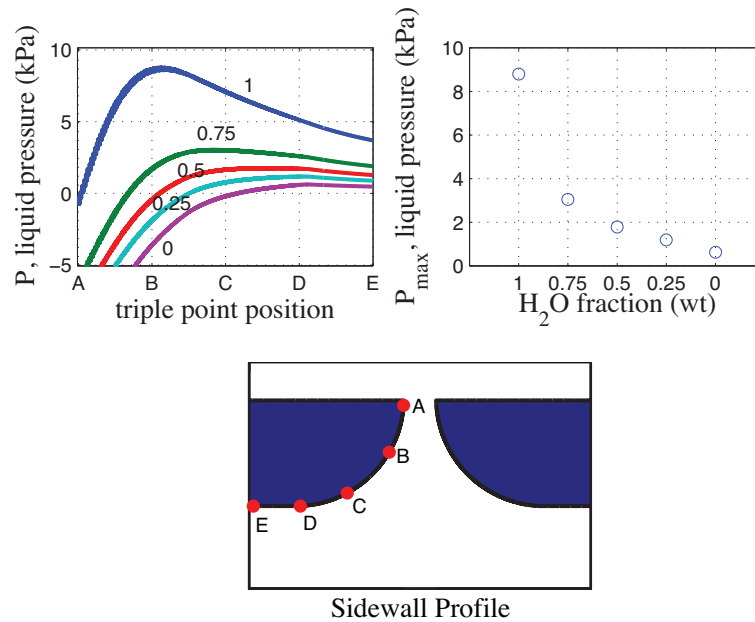 P, liquid pressure (kPa)
10
5
0
−5
1
0.75
0.5
0.25
0
A B C D E
triple point position
P_max, liquid pressure (kPa)
10
8
6
4
2
0
1 0.75 0.5 0.25 0
H₂O fraction (wt)
A
B
C
D
E
Sidewall Profile